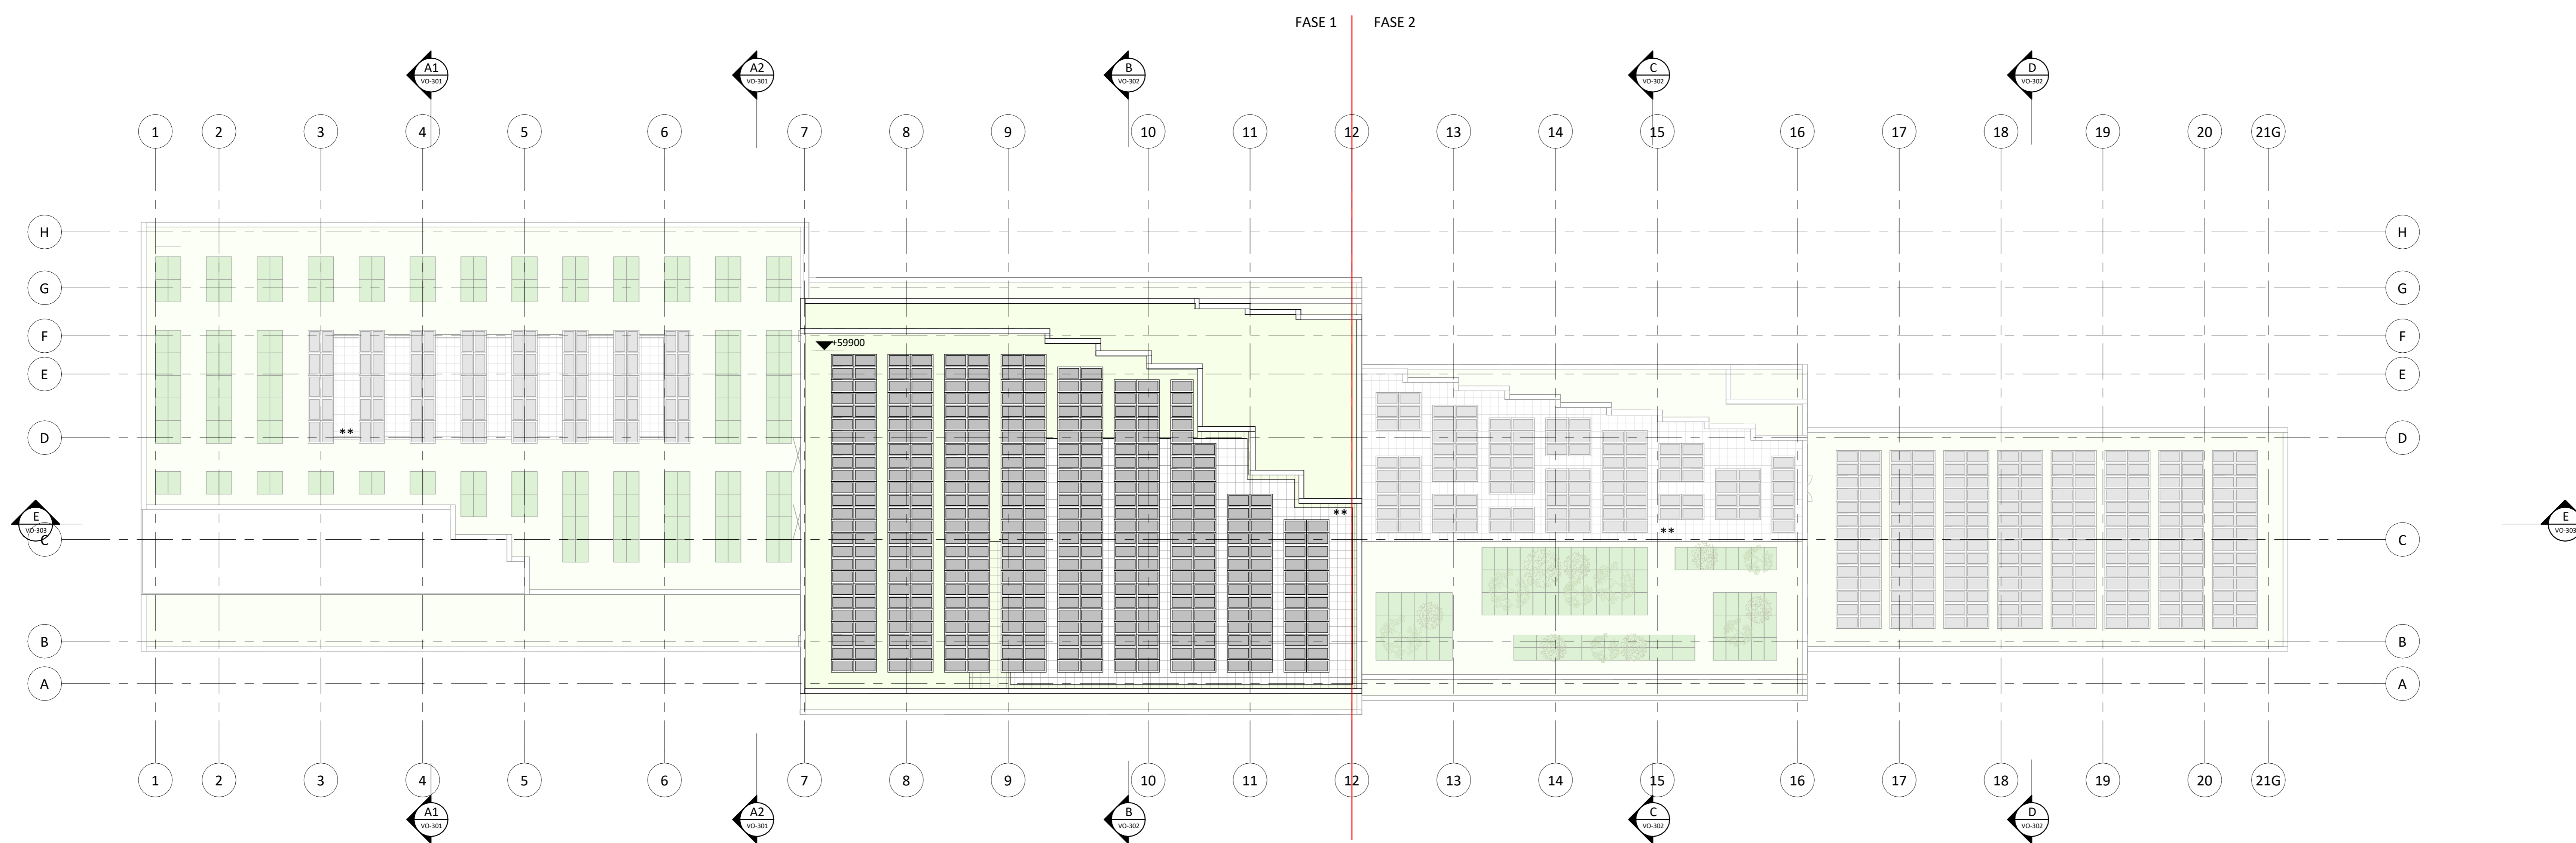 FASE 1 FASE 2
A1 A2 B C D
VO-301 VO-301 VO-302 VO-302 VO-302
1 2 3 4 5 6 7 8 9 10 11 12 13 14 15 16 17 18 19 20 21G
H H
G G
F F
+59900
E E
D D
**
**
E E
VO-303 VO-303
**
C C
B B
A A
1 2 3 4 5 6 7 8 9 10 11 12 13 14 15 16 17 18 19 20 21G
A1 A2 B C D
VO-301 VO-301 VO-302 VO-302 VO-302